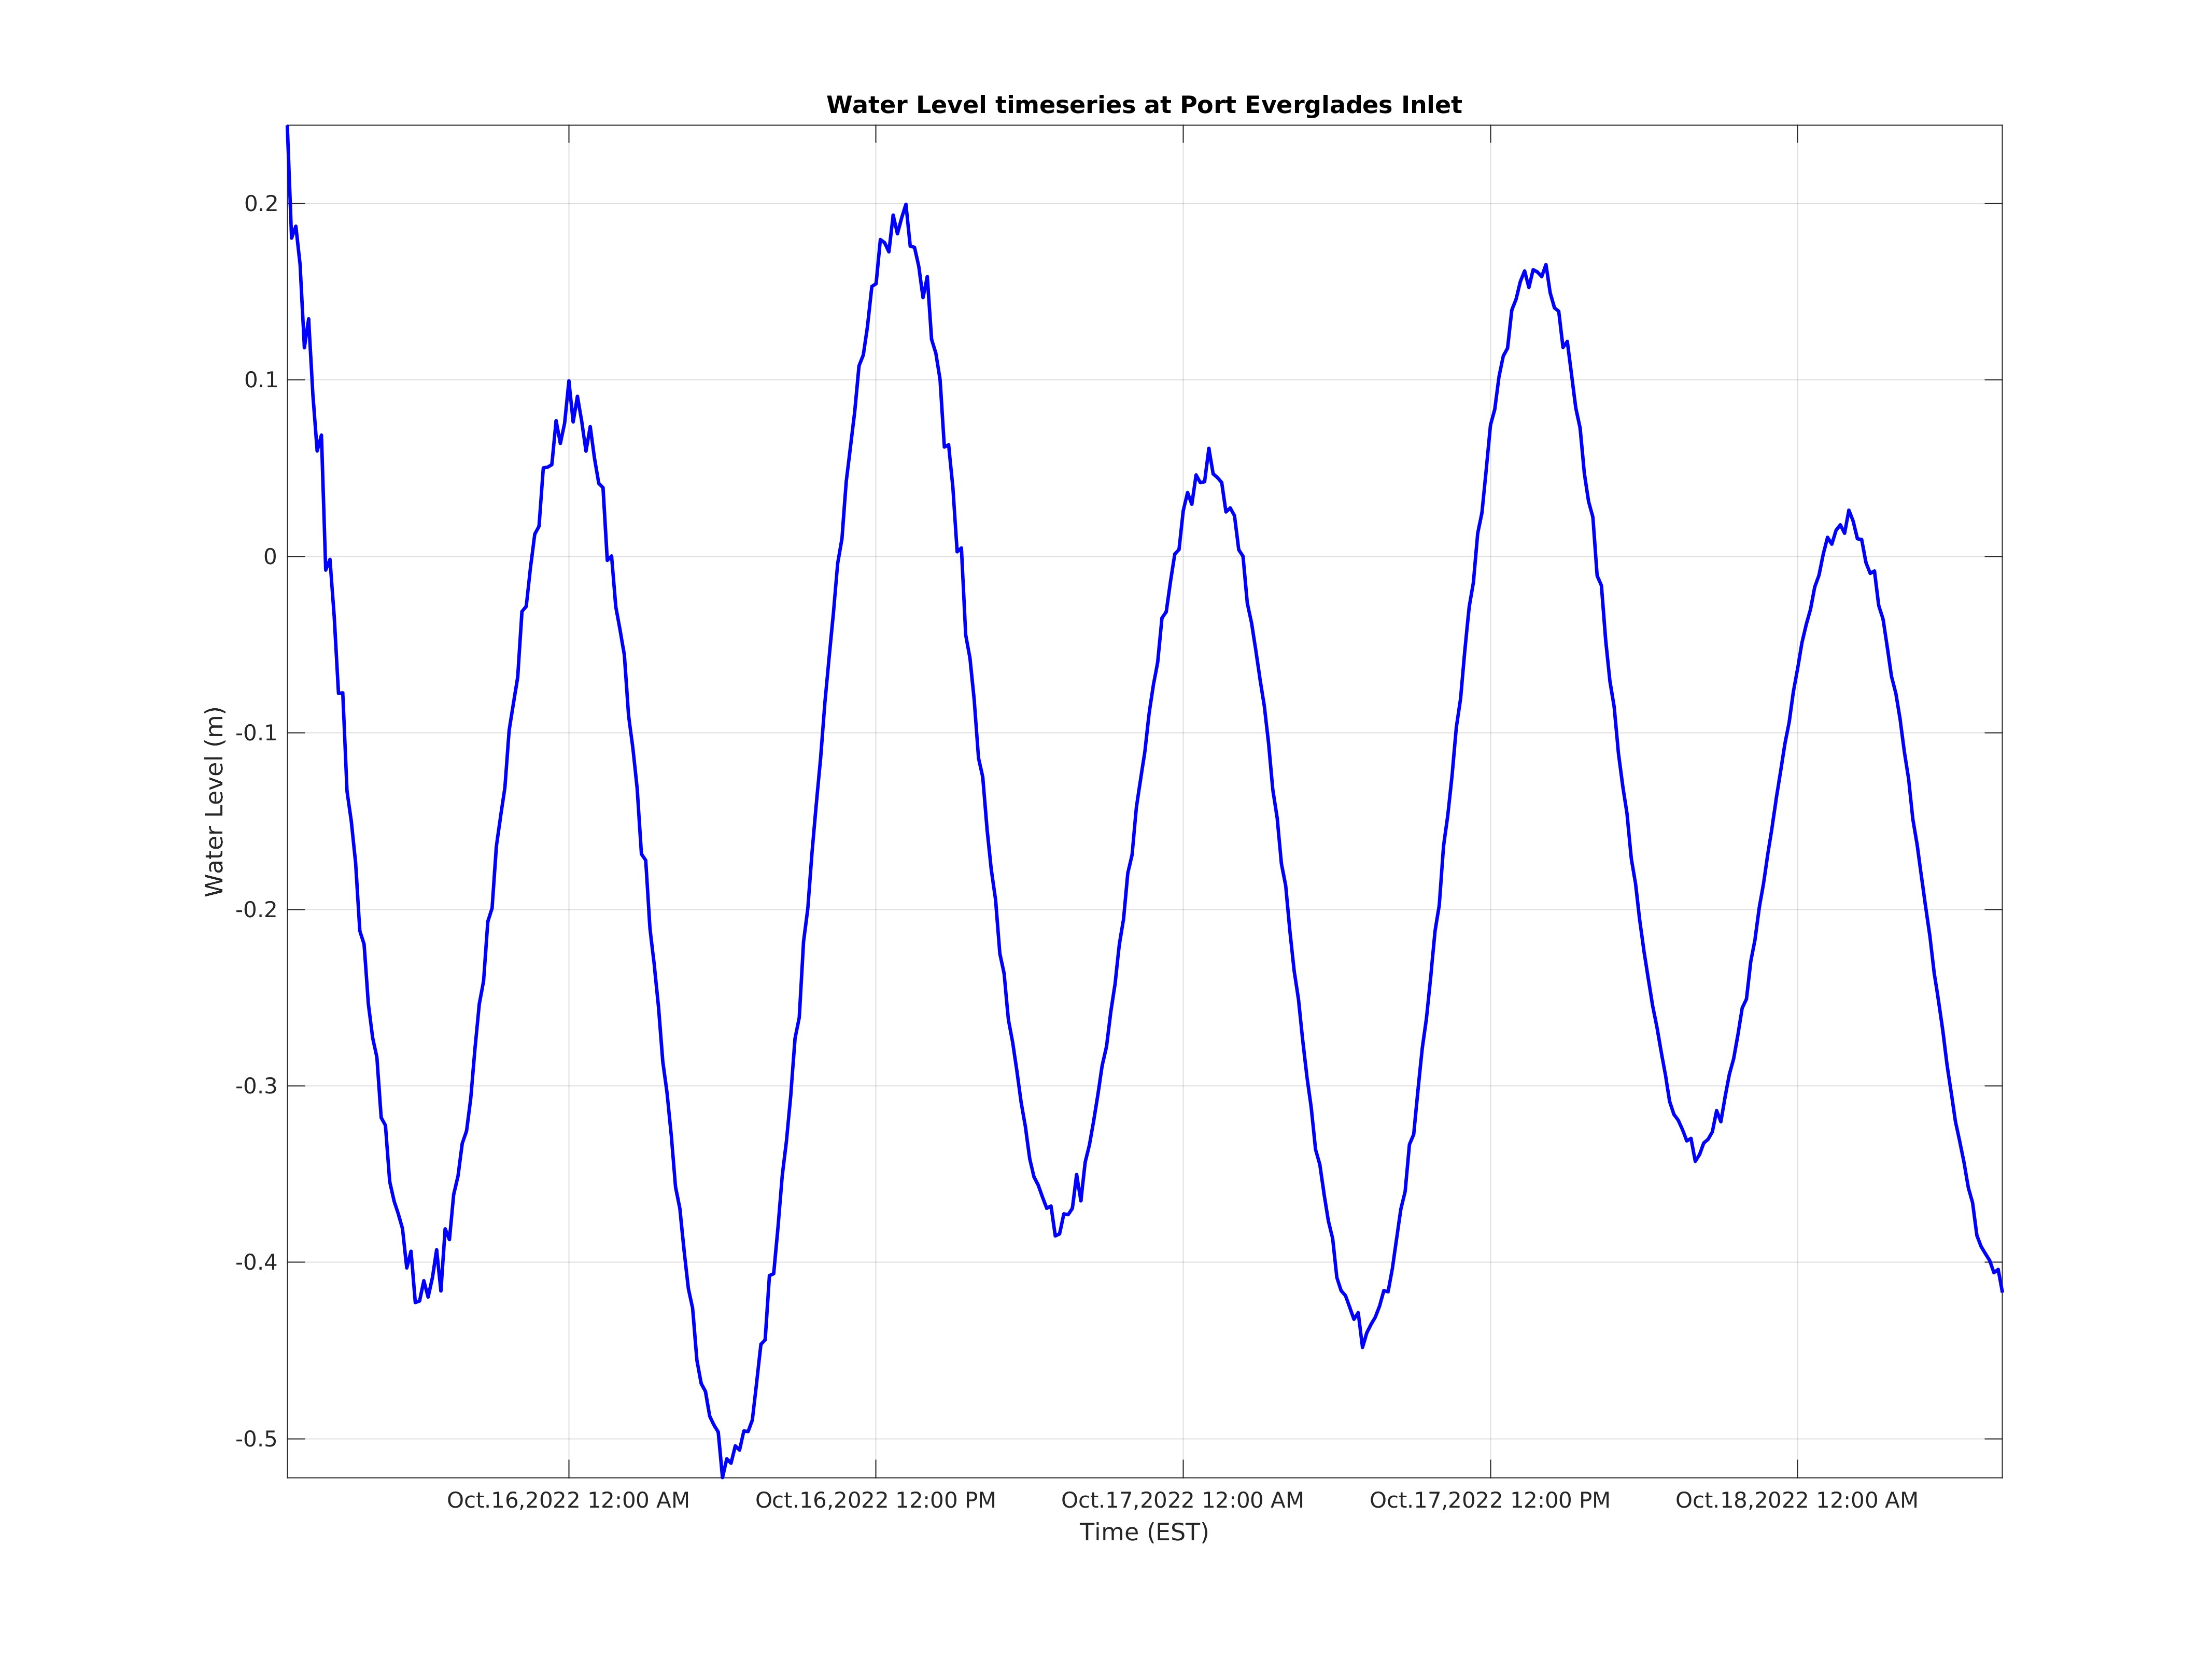 Water Level timeseries at Port Everglades Inlet
0.2
0.1
0
-0.1
-0.2
-0.3
-0.4
-0.5
Water Level (m)
Oct.16,2022 12:00 AM
Oct.16,2022 12:00 PM
Oct.17,2022 12:00 AM
Oct.17,2022 12:00 PM
Oct.18,2022 12:00 AM
Time (EST)